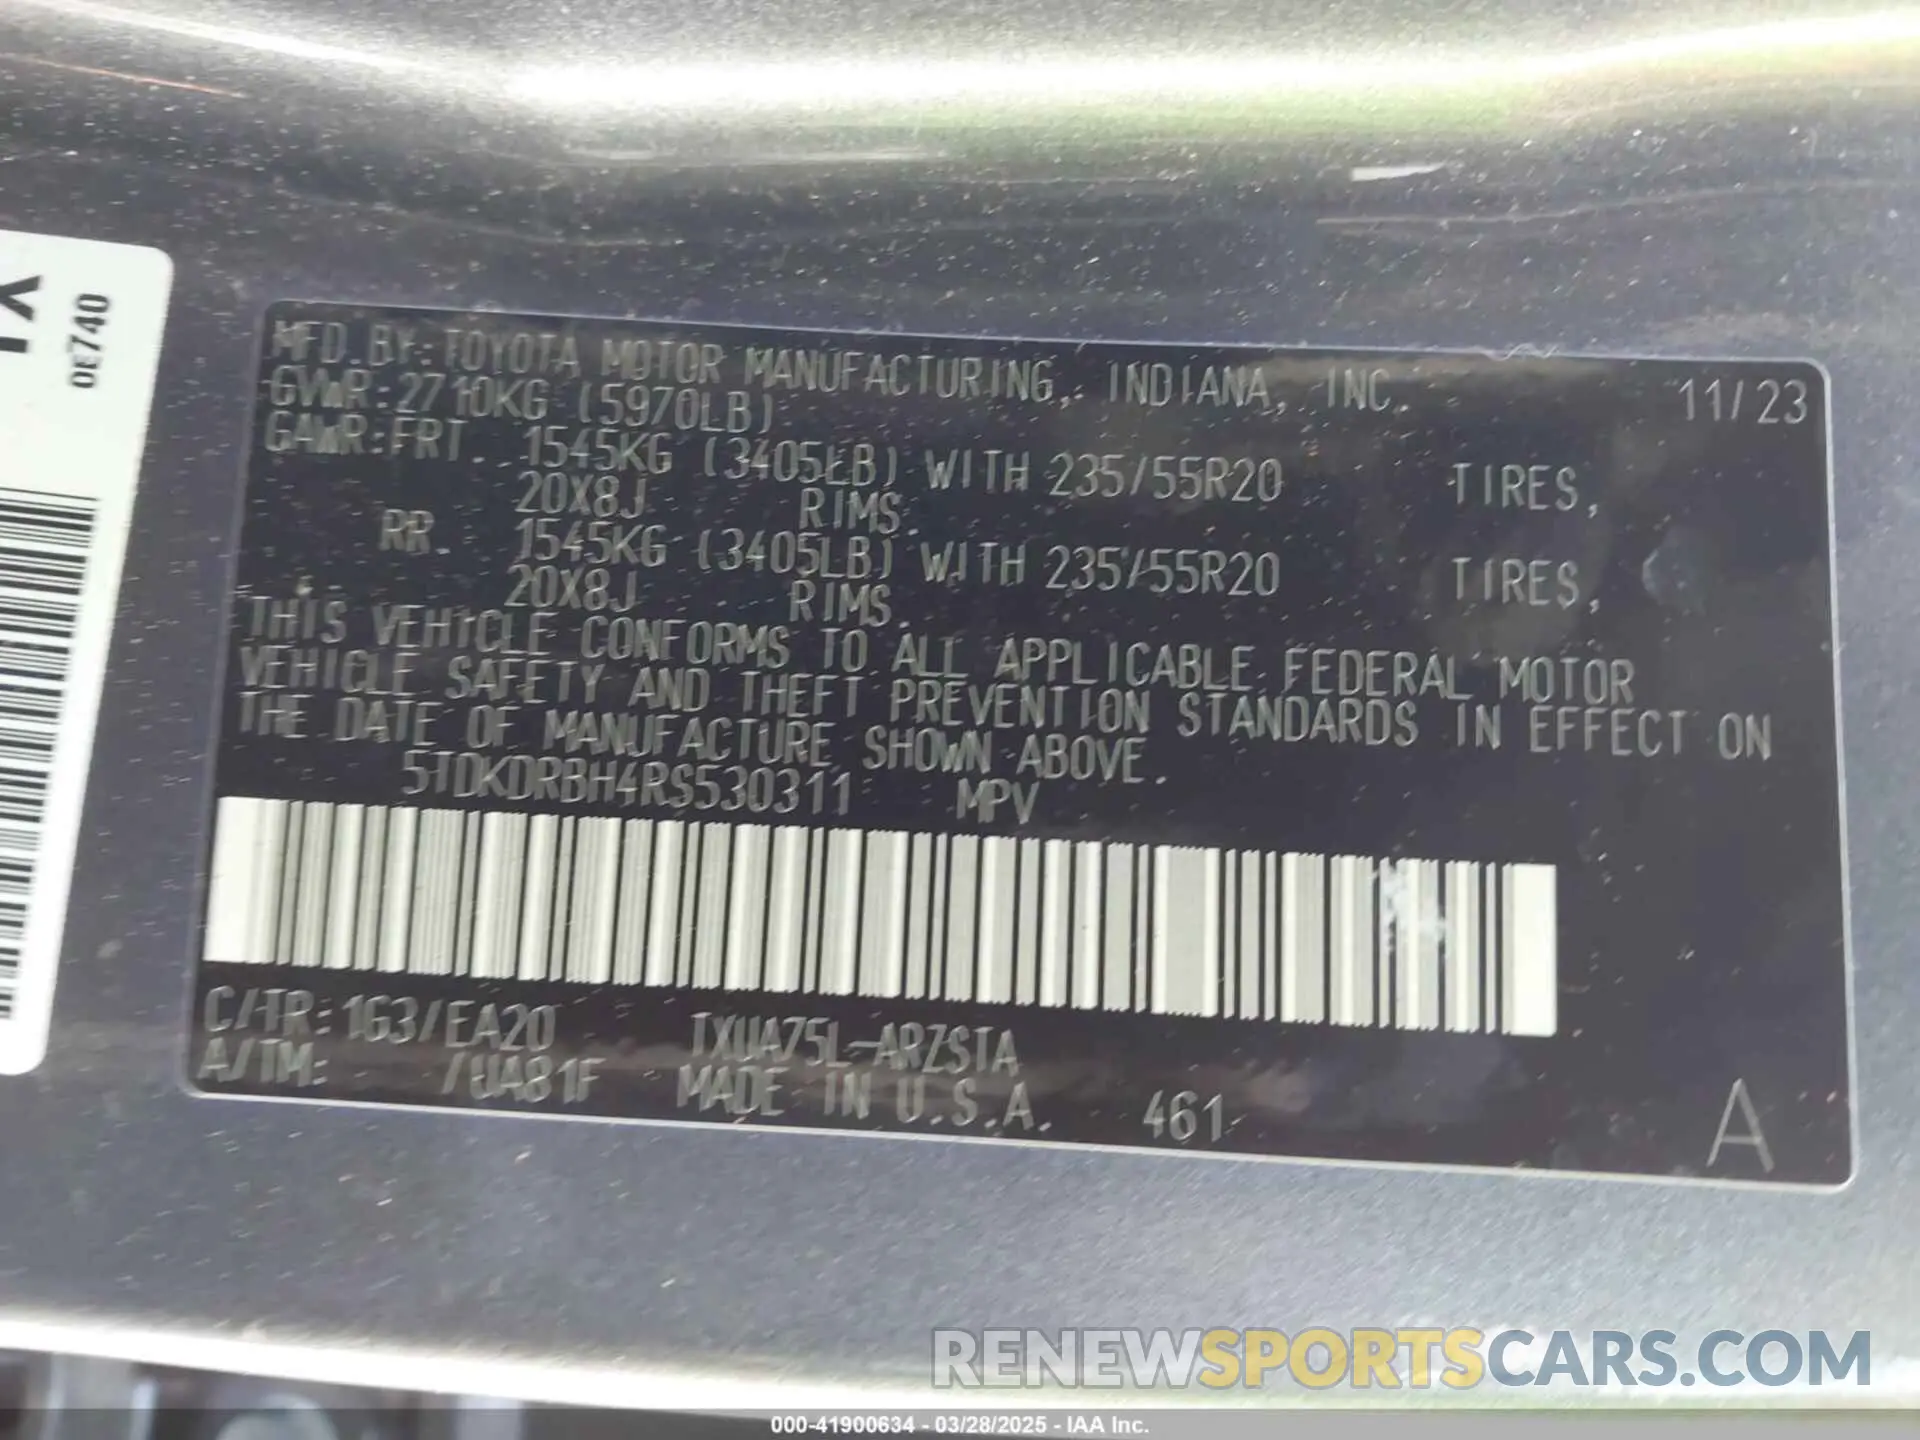 MFD. BY: TOYOTA MOTOR MANUFACTURING, INDIANA, INC. 11/23
GVWR: 2710KG (5970LB)
GAWR: FRT. 1545KG (3405LB) WITH 235/55R20 TIRES,
20X8J RIMS.
RR. 1545KG (3405LB) WITH 235/55R20 TIRES,
20X8J RIMS.
THIS VEHICLE CONFORMS TO ALL APPLICABLE FEDERAL MOTOR
VEHICLE SAFETY AND THEFT PREVENTION STANDARDS IN EFFECT ON
THE DATE OF MANUFACTURE SHOWN ABOVE.
5TDKDRBH4RS530311 MPV
C/TR: 1G3/EA20 TXUA75L-ARZSTA
A/TM: /UA81F MADE IN U.S.A. 461 A
0E740
RENEWSPORTSCARS.COM
000-41900634 - 03/28/2025 - IAA Inc.